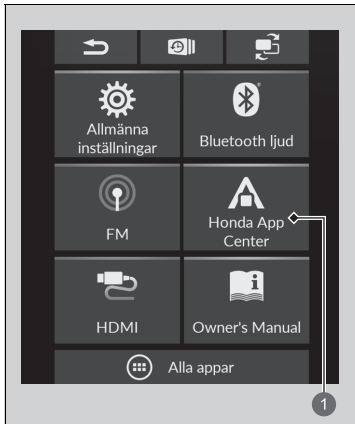 Allmänna
inställningar
Bluetooth ljud
FM
Honda App
Center
HDMI
Owner's Manual
Alla appar
1